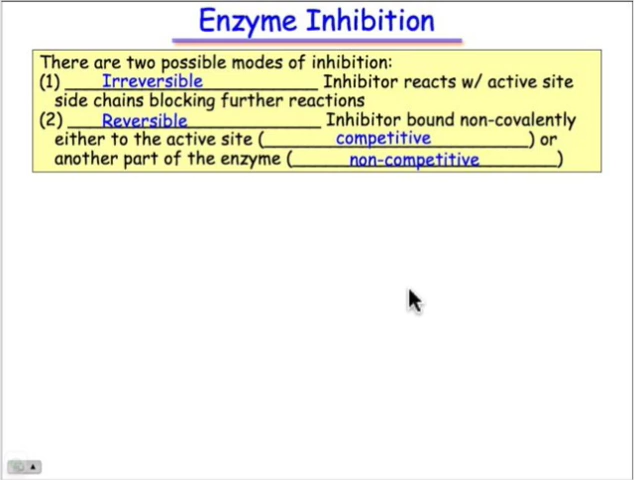 Enzyme Inhibition
There are two possible modes of inhibition:
(1) Irreversible Inhibitor reacts w/ active site
side chains blocking further reactions
(2) Reversible Inhibitor bound non-covalently
either to the active site ( competitive ) or
another part of the enzyme ( non-competitive )